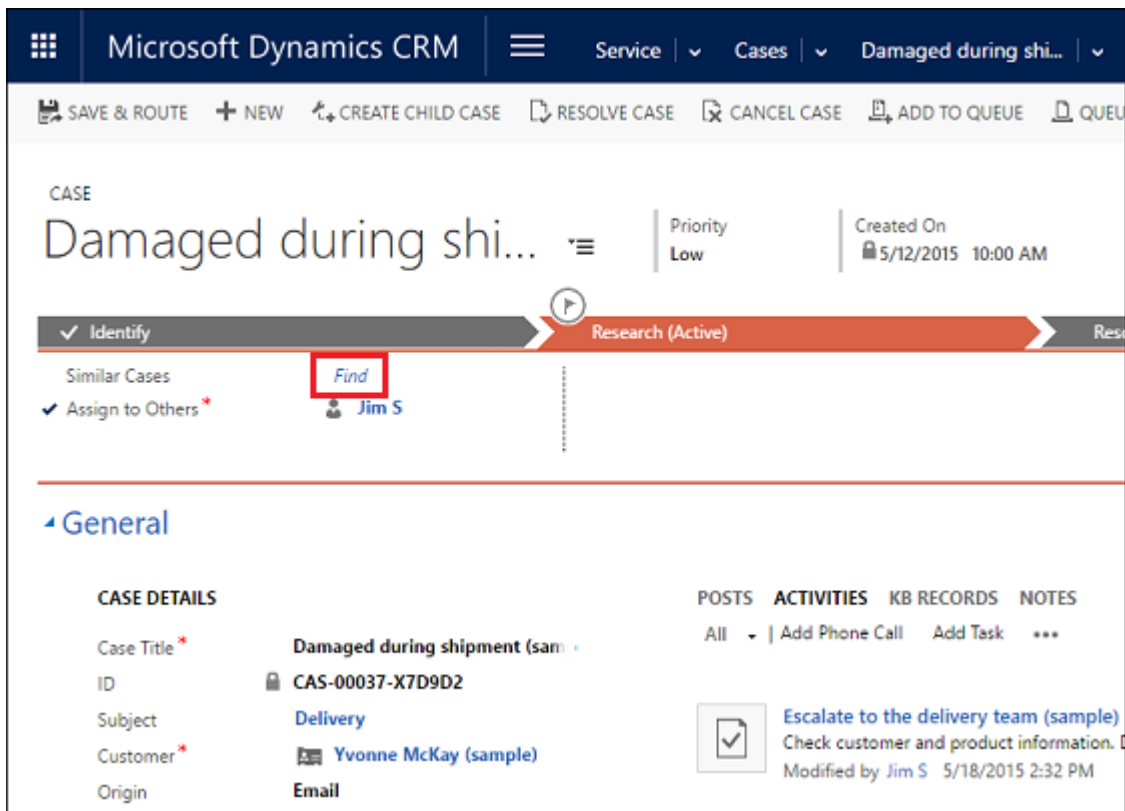 Microsoft Dynamics CRM Service Cases Damaged during shi...
SAVE & ROUTE NEW CREATE CHILD CASE RESOLVE CASE CANCEL CASE ADD TO QUEUE QUEU
CASE
Damaged during shi...
Priority
Low
Created On
5/12/2015 10:00 AM
Identify Research (Active) Reso
Similar Cases Find
Assign to Others* Jim S
General
CASE DETAILS
Case Title* Damaged during shipment (sam
ID CAS-00037-X7D9D2
Subject Delivery
Customer* Yvonne McKay (sample)
Origin Email
POSTS ACTIVITIES KB RECORDS NOTES
All | Add Phone Call Add Task •••
Escalate to the delivery team (sample)
Check customer and product information.
Modified by Jim S 5/18/2015 2:32 PM